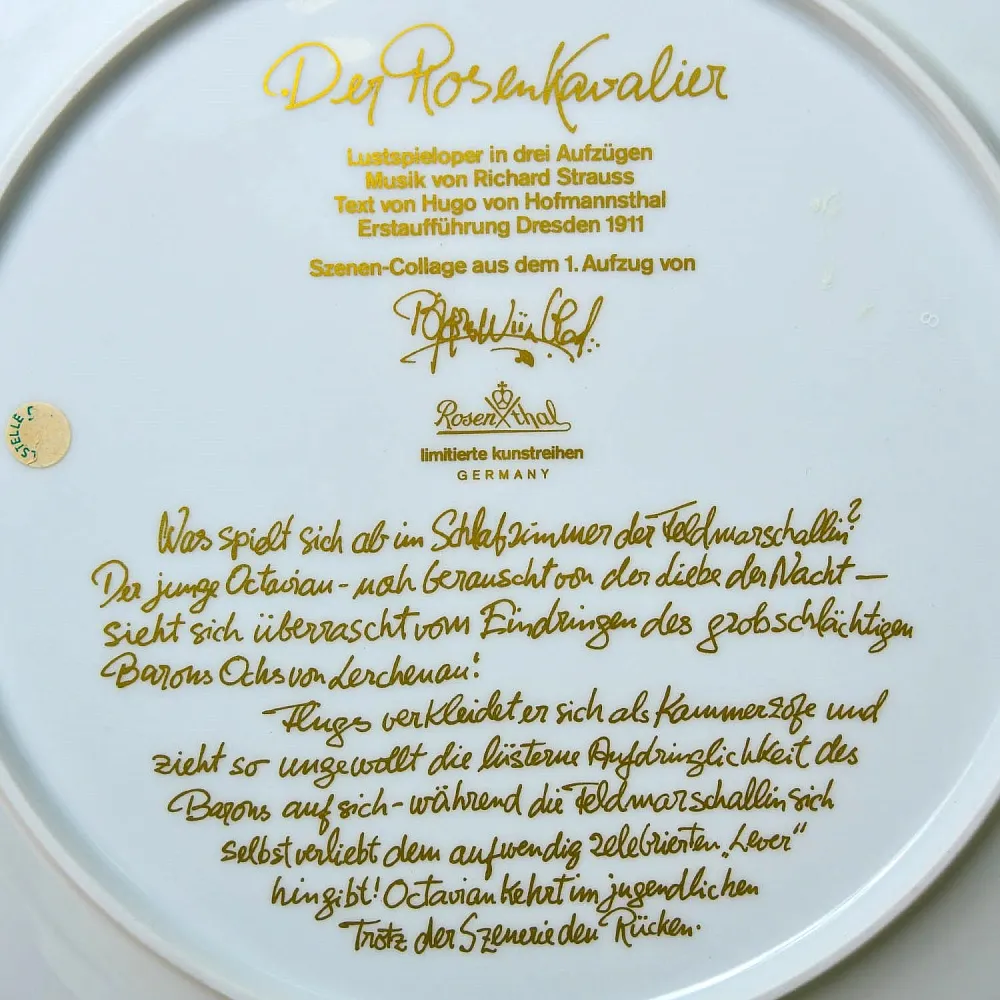 Der Rosenkavalier
Lustspieloper in drei Aufzügen
Musik von Richard Strauss
Text von Hugo von Hofmannsthal
Erstaufführung Dresden 1911
Szenen-Collage aus dem 1. Aufzug von
Bjørn Wiinblad
Rosenthal
limitierte kunstreihen
GERMANY
STELLE
8
Was spielt sich ab im Schlafzimmer der Feldmarschallin?
Der junge Octavian - noch berauscht von der Liebe der Nacht —
sieht sich überrascht vom Eindringen des grobschlächtigen
Barons Ochs von Lerchenau!
Flugs verkleidet er sich als Kammerzofe und
zieht so ungewollt die lüsterne Aufdringlichkeit des
Barons auf sich - während die Feldmarschallin sich
selbstverliebt dem aufwendig zelebrierten „Lever“
hingibt! Octavian kehrt im jugendlichen
Trotz der Szenerie den Rücken.